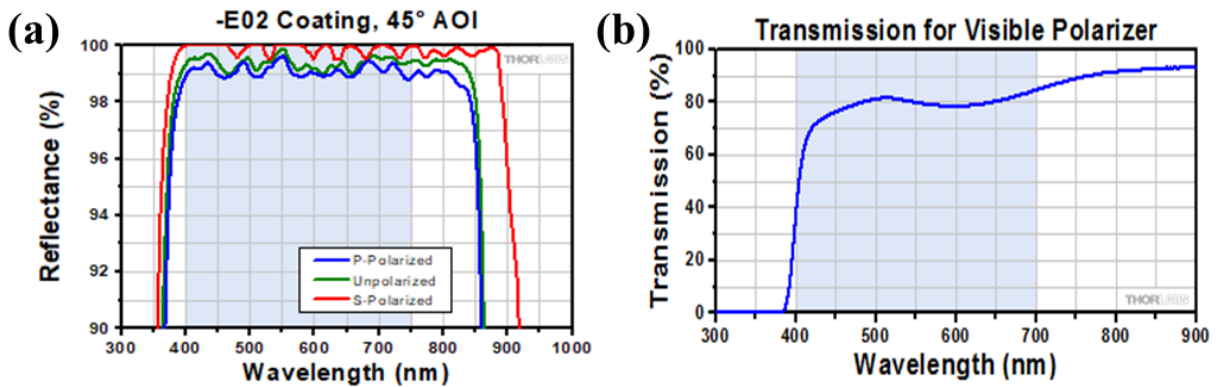 (a)
-E02 Coating, 45° AOI
Reflectance (%)
100
98
96
94
92
90
THORLABS
P-Polarized
Unpolarized
S-Polarized
300 400 500 600 700 800 900 1000
Wavelength (nm)
(b)
Transmission for Visible Polarizer
Transmission (%)
100
80
60
40
20
0
THORLABS
300 400 500 600 700 800 900
Wavelength (nm)